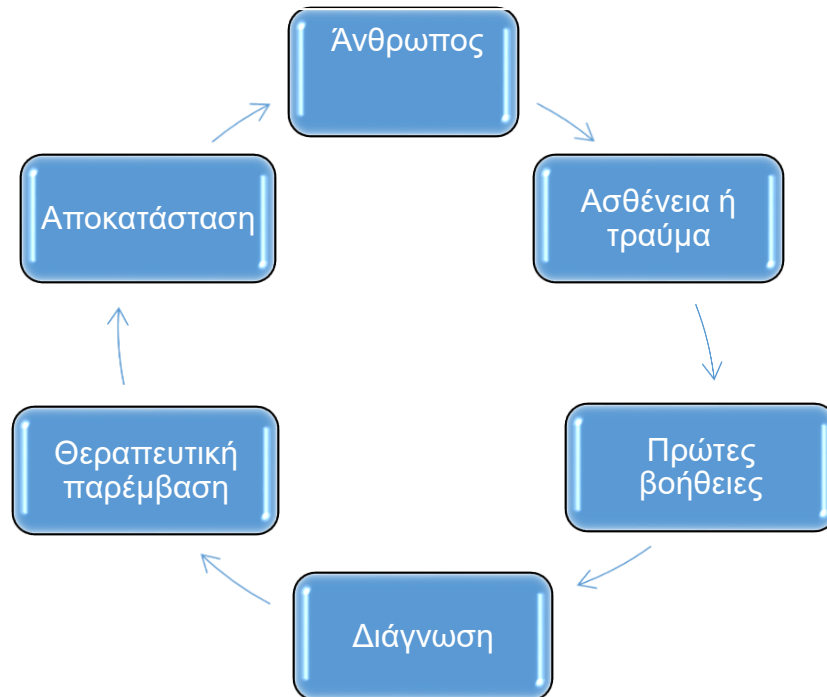 Άνθρωπος
Ασθένεια ή
τραύμα
Πρώτες
βοήθειες
Διάγνωση
Θεραπευτική
παρέμβαση
Αποκατάσταση